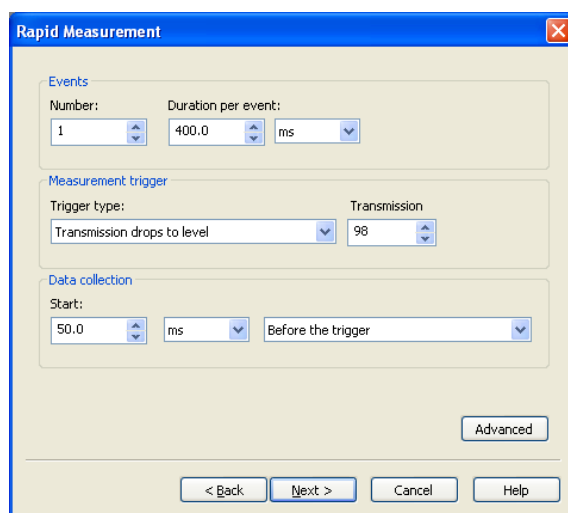 Rapid Measurement
Events
Number: Duration per event:
1 400.0 ms
Measurement trigger
Trigger type: Transmission
Transmission drops to level 98
Data collection
Start:
50.0 ms Before the trigger
Advanced
< Back Next > Cancel Help